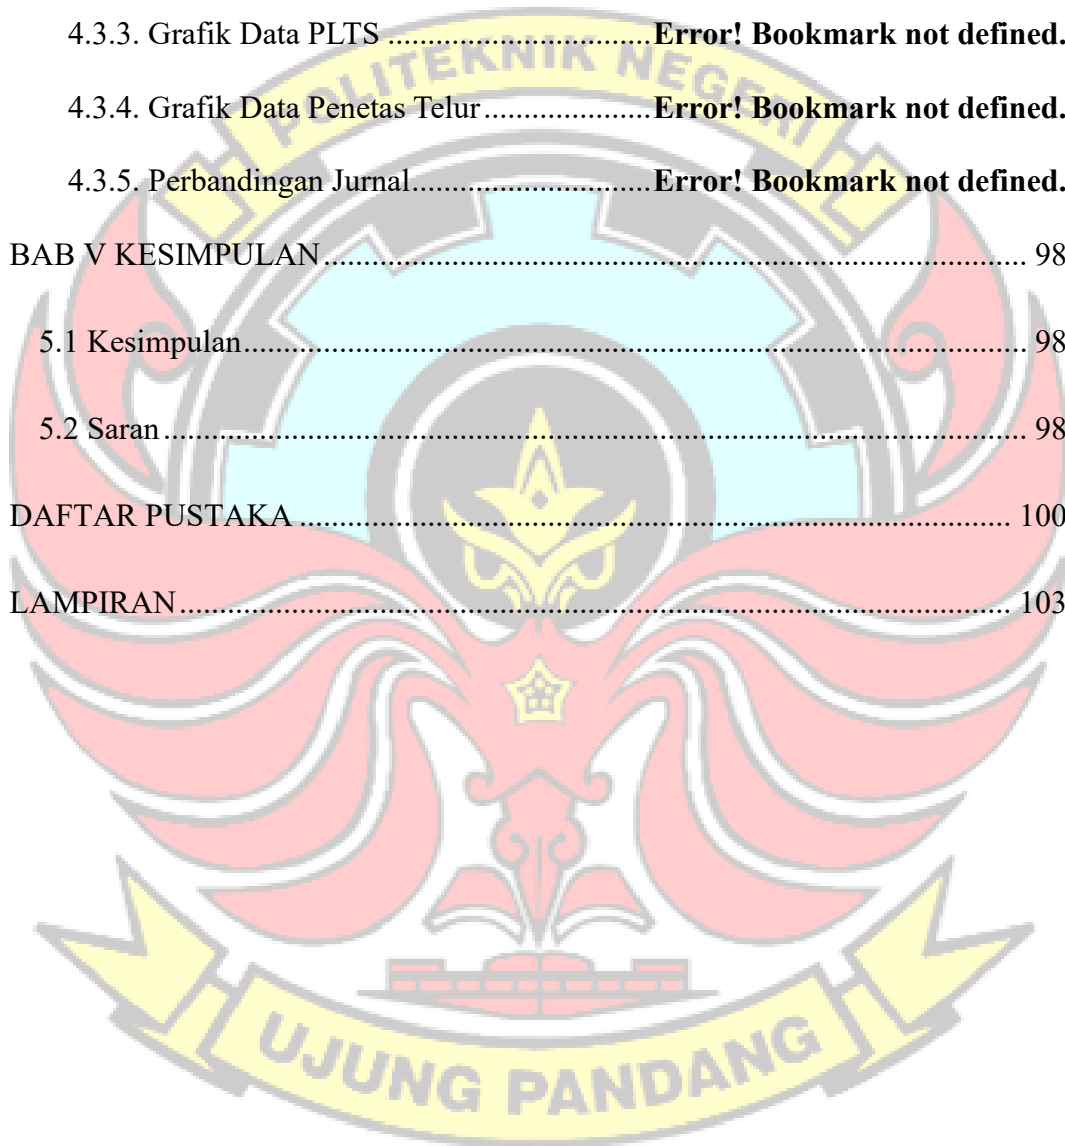 4.3.3. Grafik Data PLTS ............................Error! Bookmark not defined.
4.3.4. Grafik Data Penetas Telur..................Error! Bookmark not defined.
4.3.5. Perbandingan Jurnal.........................Error! Bookmark not defined.
BAB V KESIMPULAN........................................................................... 98
5.1 Kesimpulan.................................................................................... 98
5.2 Saran ............................................................................................ 98
DAFTAR PUSTAKA ............................................................................ 100
LAMPIRAN......................................................................................... 103
POLITEKNIK NEGERI
UJUNG PANDANG